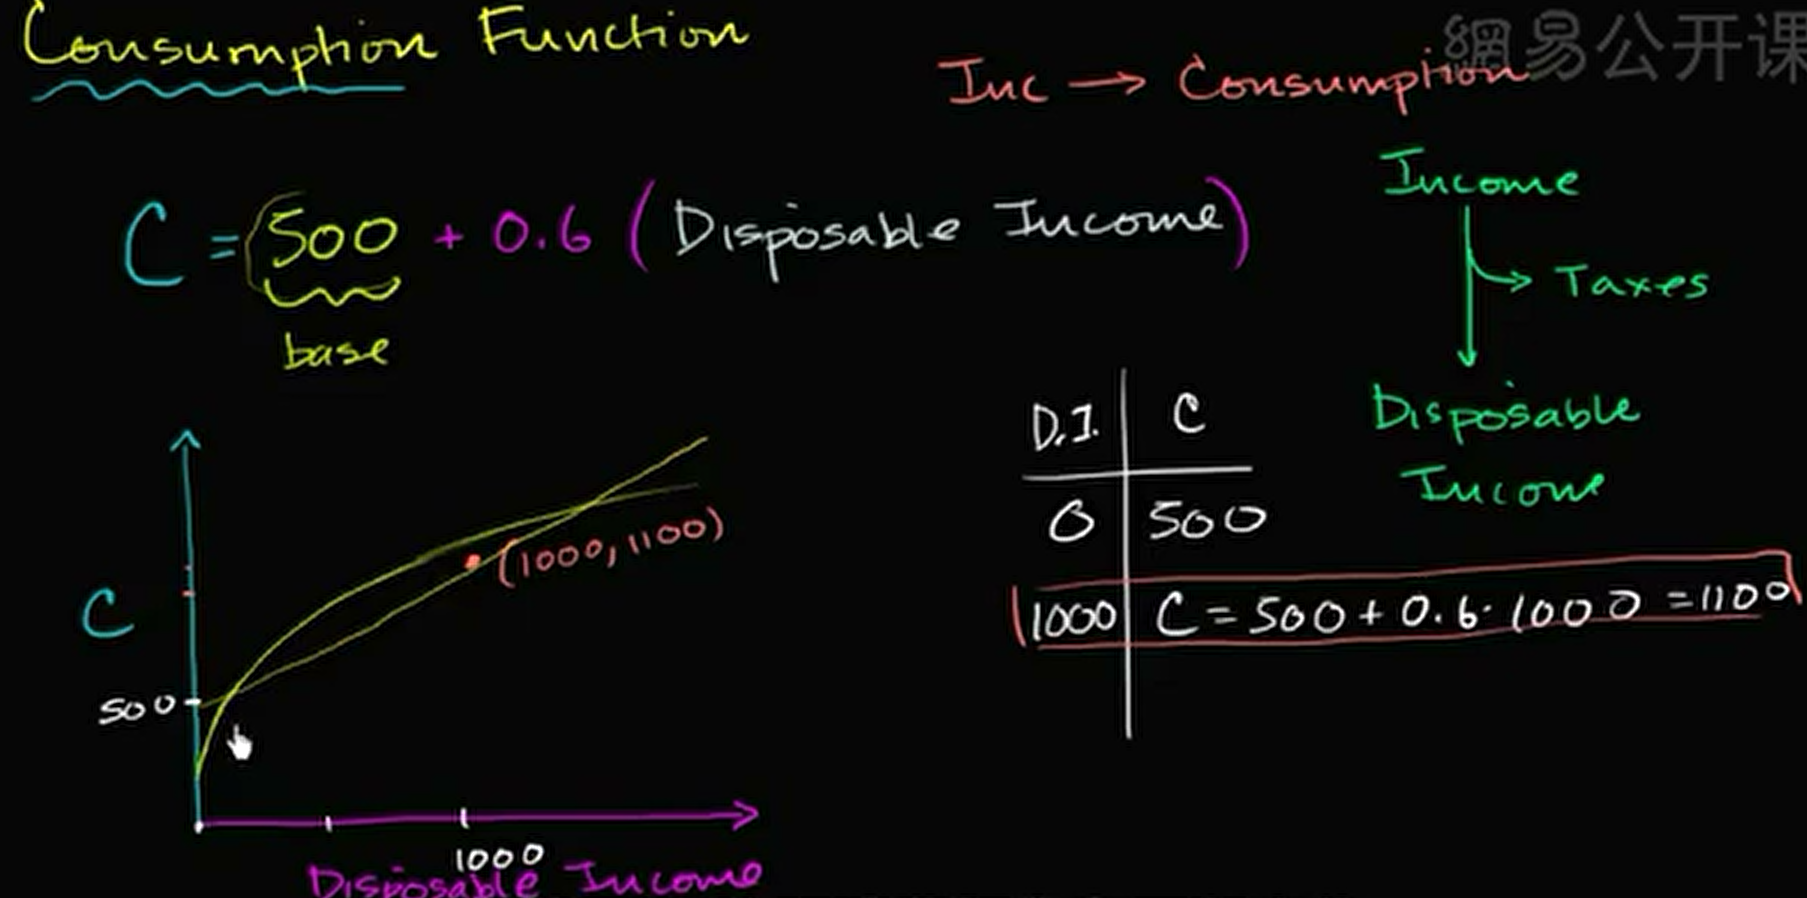 Consumption Function
網易公开课
Inc → Consumption
C = 500 + 0.6 (Disposable Income)
base
Income
Taxes
Disposable
Income
D.I. C
0 500
1000 C = 500 + 0.6 · 1000 = 1100
(1000, 1100)
C
500
1000
Disposable Income